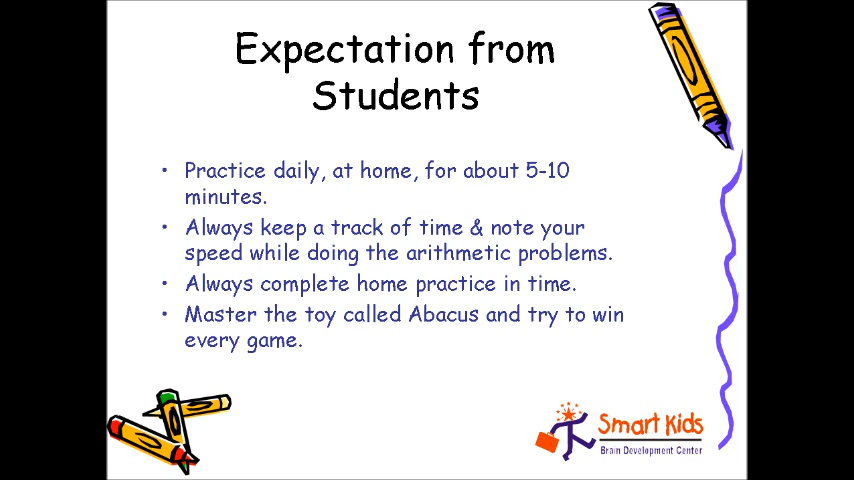 Expectation from
Students
• Practice daily, at home, for about 5-10
minutes.
• Always keep a track of time & note your
speed while doing the arithmetic problems.
• Always complete home practice in time.
• Master the toy called Abacus and try to win
every game.
Smart Kids
Brain Development Center